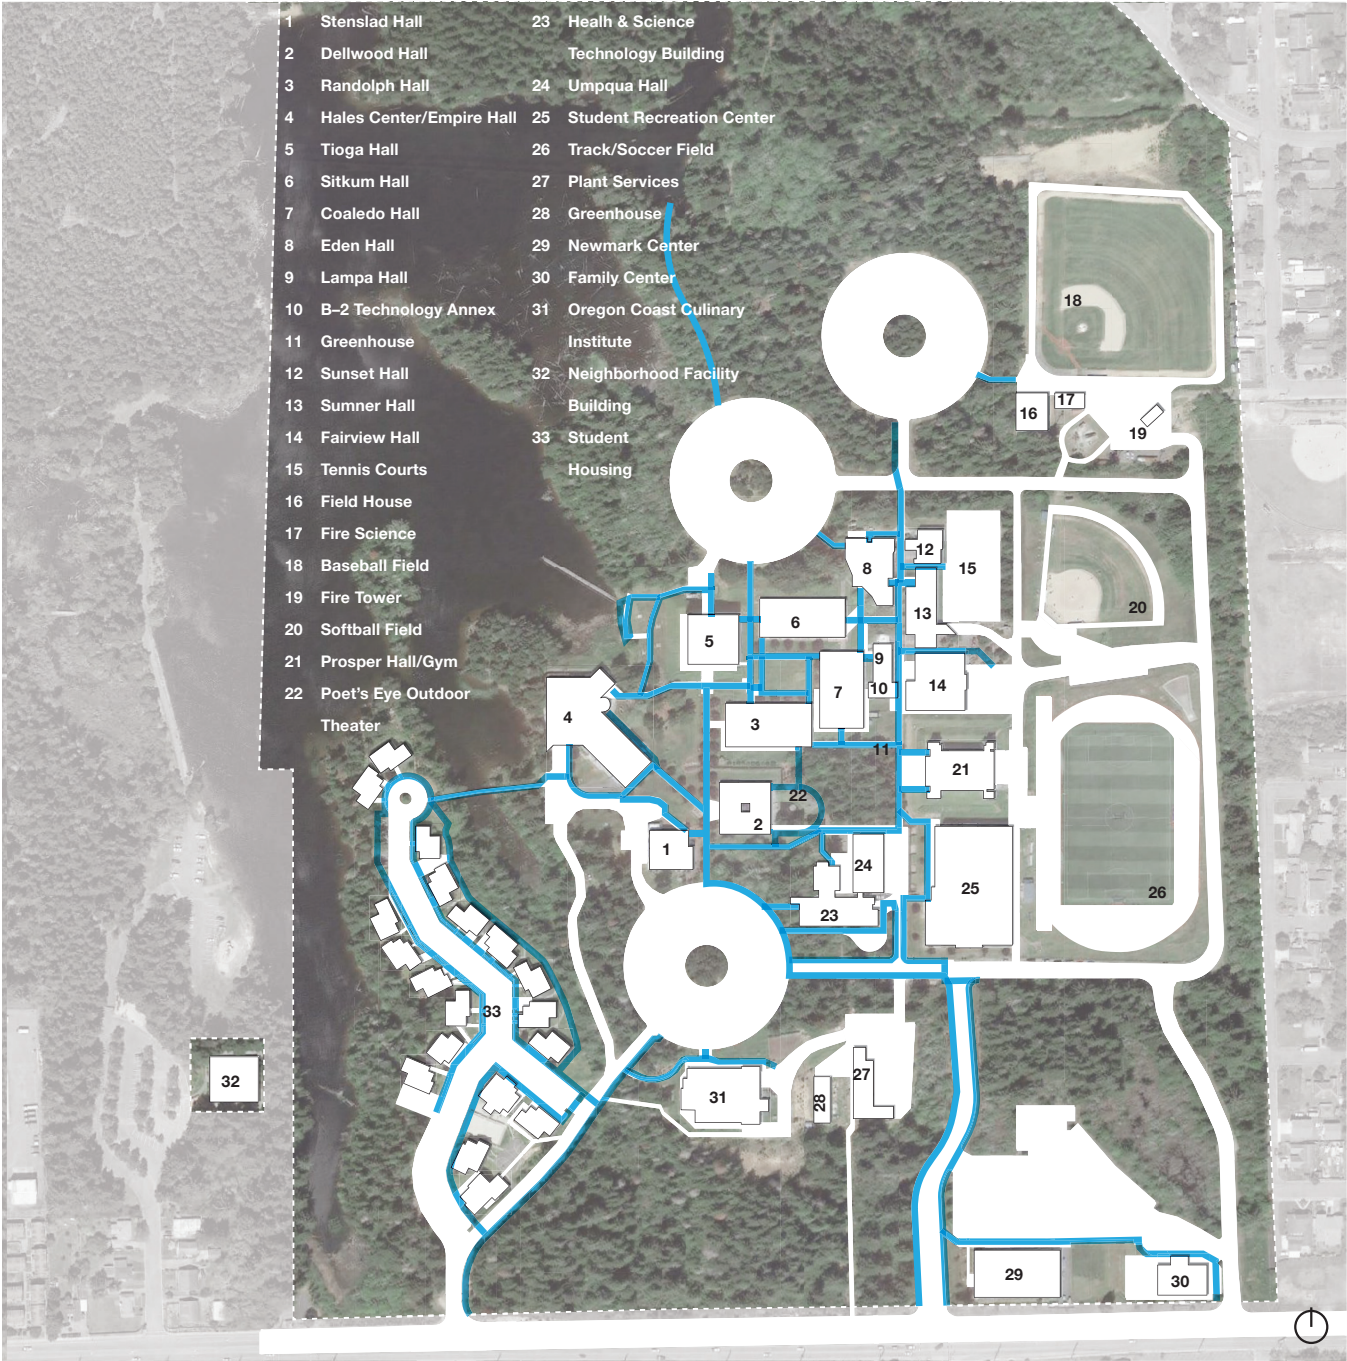 1 Stenslad Hall
2 Dellwood Hall
3 Randolph Hall
4 Hales Center/Empire Hall
5 Tioga Hall
6 Sitkum Hall
7 Coaledo Hall
8 Eden Hall
9 Lampa Hall
10 B–2 Technology Annex
11 Greenhouse
12 Sunset Hall
13 Sumner Hall
14 Fairview Hall
15 Tennis Courts
16 Field House
17 Fire Science
18 Baseball Field
19 Fire Tower
20 Softball Field
21 Prosper Hall/Gym
22 Poet's Eye Outdoor
Theater
23 Healh & Science
Technology Building
24 Umpqua Hall
25 Student Recreation Center
26 Track/Soccer Field
27 Plant Services
28 Greenhouse
29 Newmark Center
30 Family Center
31 Oregon Coast Culinary
Institute
32 Neighborhood Facility
Building
33 Student
Housing
18
17
16
19
12
8
15
20
13
6
5
9
14
10
7
4
3
11
21
22
2
1
24
25
26
23
33
27
32
31
28
29
30